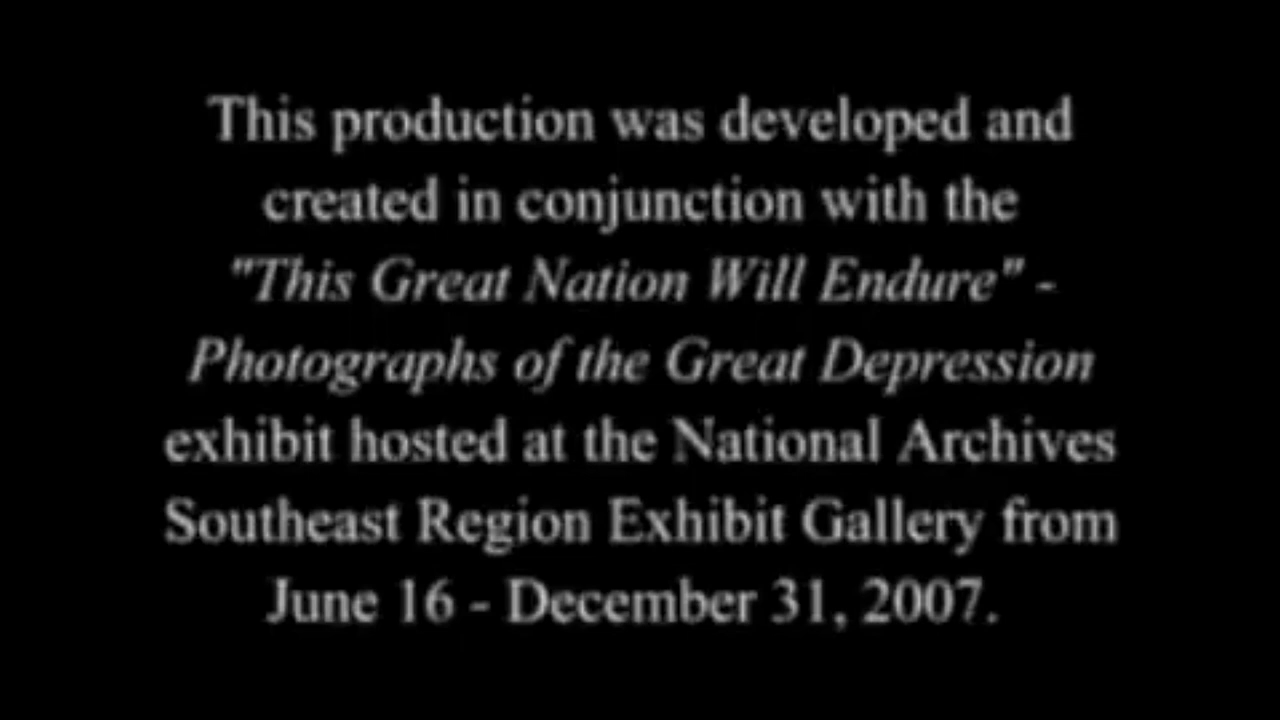 This production was developed and
created in conjunction with the
"This Great Nation Will Endure" -
Photographs of the Great Depression
exhibit hosted at the National Archives
Southeast Region Exhibit Gallery from
June 16 - December 31, 2007.